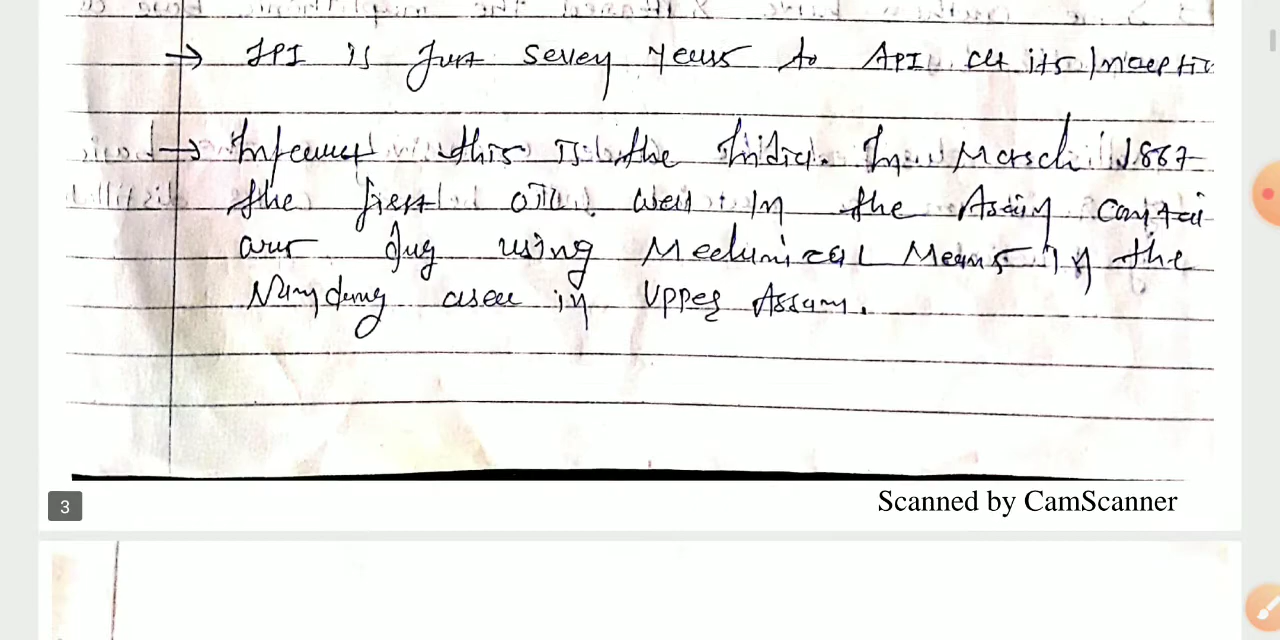 → IPI is Just seven years to API at its Incepti
→ Infact this is the India. In March 1867
the first oil well in the Assam Contai
was dug using Mechanical Means in the
area in Upper Assam.
3
Scanned by CamScanner